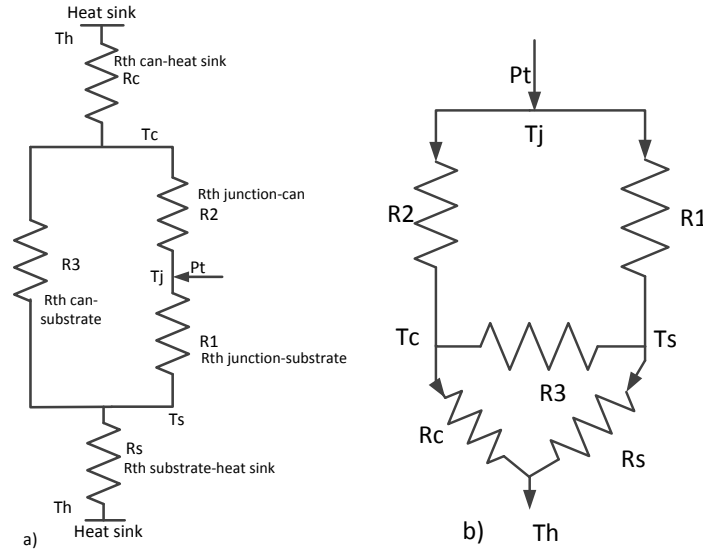 Heat sink
Th
Rth can-heat sink
Rc
Tc
Rth junction-can
R2
R3
Tj
Pt
Rth can-
substrate
R1
Rth junction-substrate
Ts
Rs
Rth substrate-heat sink
Th
Heat sink
a)
Pt
Tj
R2
R1
Tc
Ts
R3
Rc
Rs
b)
Th